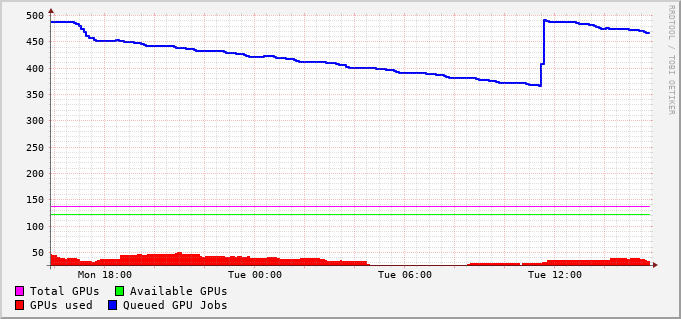 500
450
400
350
300
250
200
150
100
50
Mon 18:00 Tue 00:00 Tue 06:00 Tue 12:00
Total GPUs Available GPUs
GPUs used Queued GPU Jobs
RRDTOOL / TOBI OETIKER